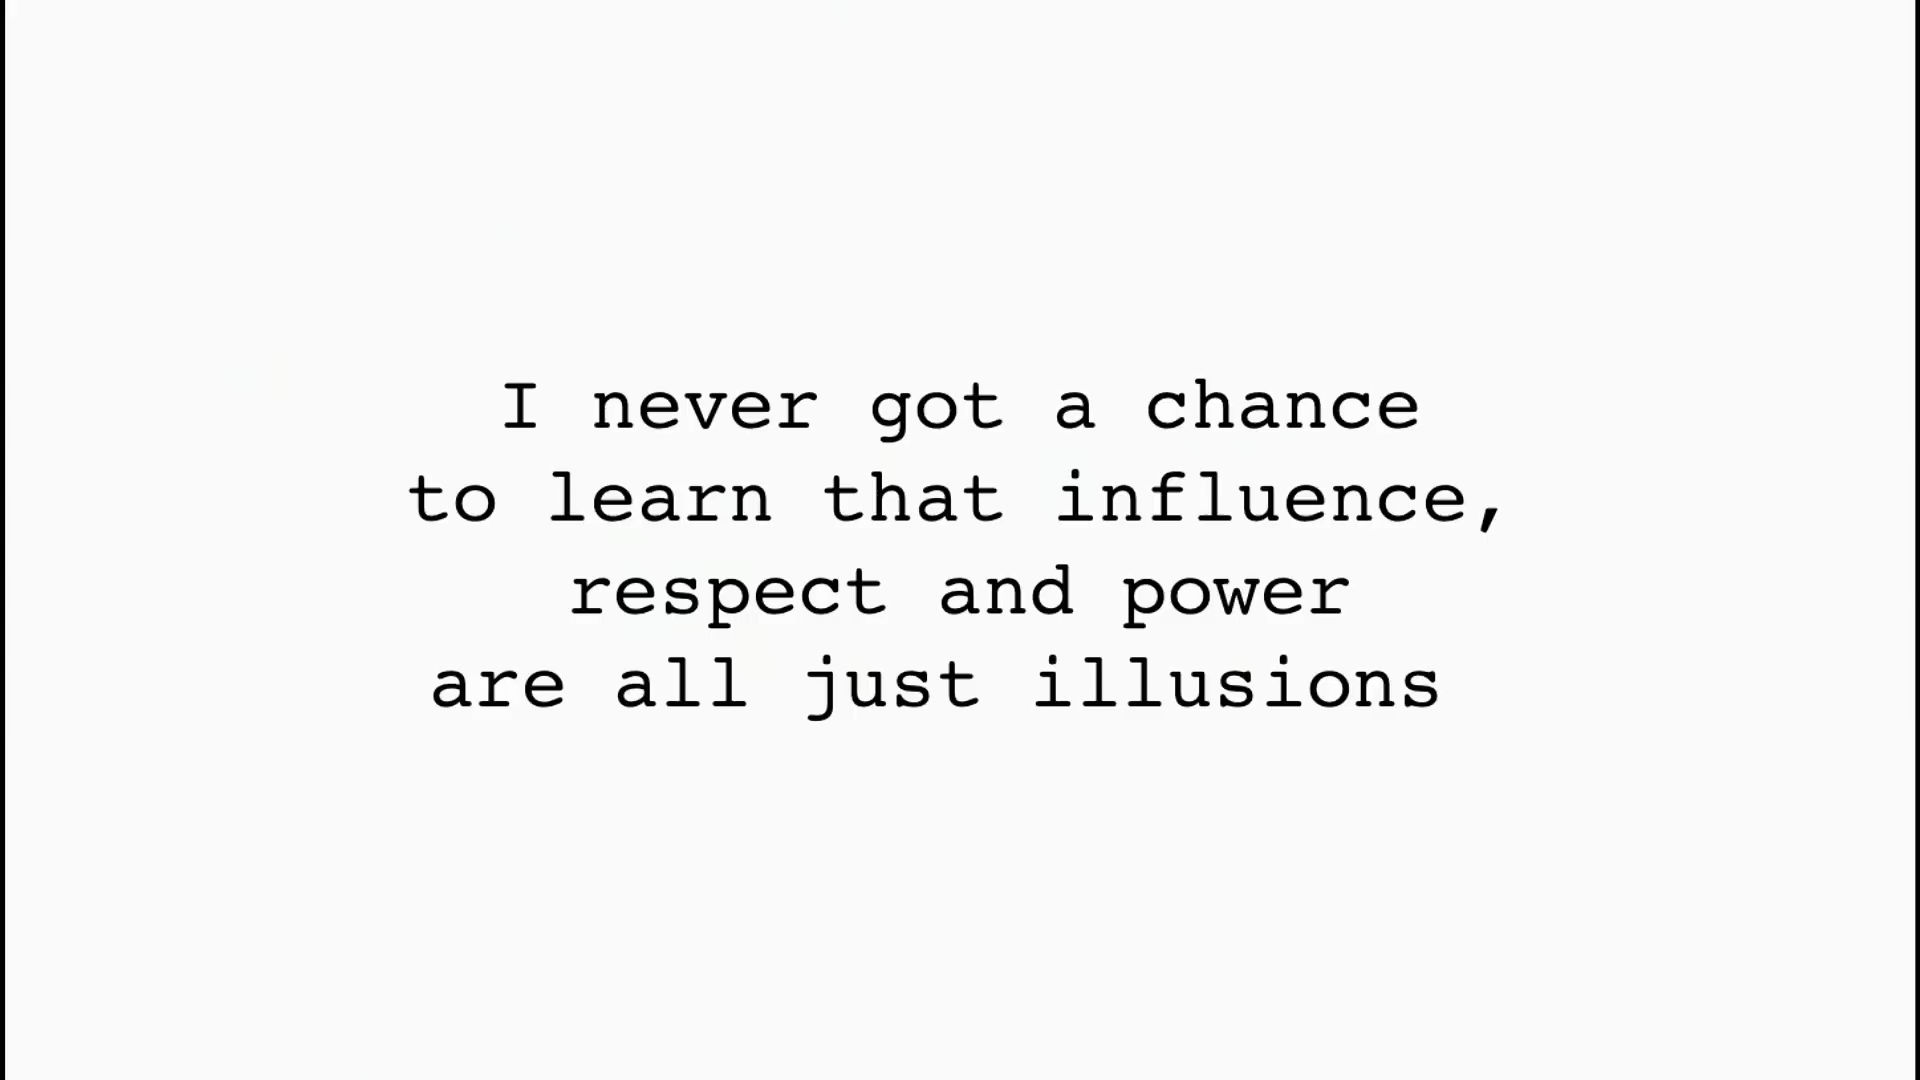 I never got a chance
to learn that influence,
respect and power
are all just illusions